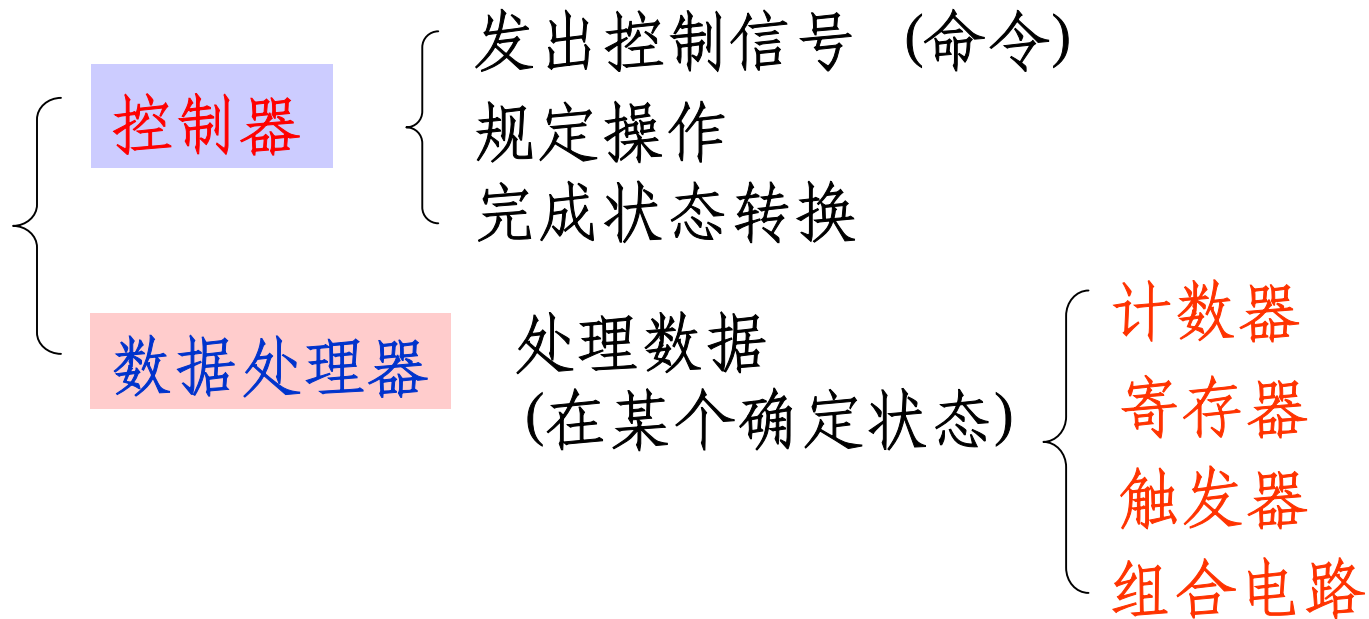 发出控制信号 (命令)
控制器
规定操作
完成状态转换
数据处理器
处理数据
(在某个确定状态)
计数器
寄存器
触发器
组合电路